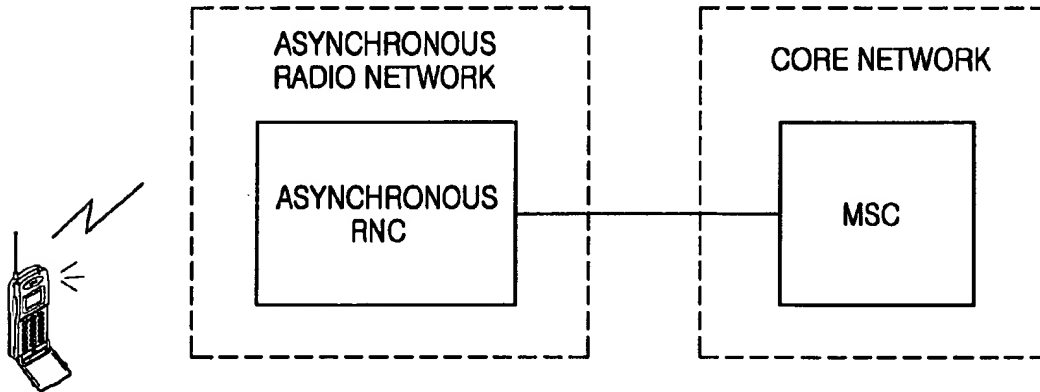 ASYNCHRONOUS
RADIO NETWORK
CORE NETWORK
ASYNCHRONOUS
RNC
MSC